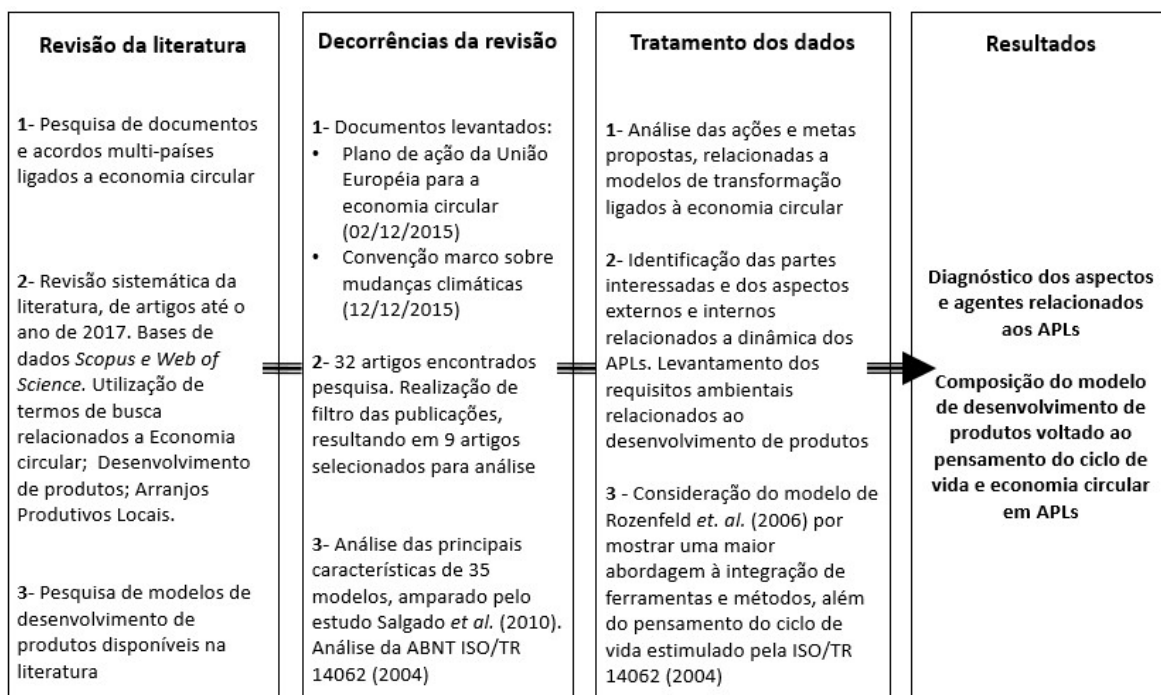 Revisão da literatura
1- Pesquisa de documentos
e acordos multi-países
ligados a economia circular
2- Revisão sistemática da
literatura, de artigos até o
ano de 2017. Bases de
dados Scopus e Web of
Science. Utilização de
termos de busca
relacionados a Economia
circular; Desenvolvimento
de produtos; Arranjos
Produtivos Locais.
3- Pesquisa de modelos de
desenvolvimento de
produtos disponíveis na
literatura
Decorrências da revisão
1- Documentos levantados:
• Plano de ação da União
Européia para a
economia circular
(02/12/2015)
• Convenção marco sobre
mudanças climáticas
(12/12/2015)
2- 32 artigos encontrados
pesquisa. Realização de
filtro das publicações,
resultando em 9 artigos
selecionados para análise
3- Análise das principais
características de 35
modelos, amparado pelo
estudo Salgado et al. (2010).
Análise da ABNT ISO/TR
14062 (2004)
Tratamento dos dados
1- Análise das ações e metas
propostas, relacionadas a
modelos de transformação
ligados à economia circular
2- Identificação das partes
interessadas e dos aspectos
externos e internos
relacionados a dinâmica dos
APLs. Levantamento dos
requisitos ambientais
relacionados ao
desenvolvimento de produtos
3 - Consideração do modelo de
Rozenfeld et. al. (2006) por
mostrar uma maior
abordagem à integração de
ferramentas e métodos, além
do pensamento do ciclo de
vida estimulado pela ISO/TR
14062 (2004)
Resultados
Diagnóstico dos aspectos
e agentes relacionados
aos APLs
Composição do modelo
de desenvolvimento de
produtos voltado ao
pensamento do ciclo de
vida e economia circular
em APLs